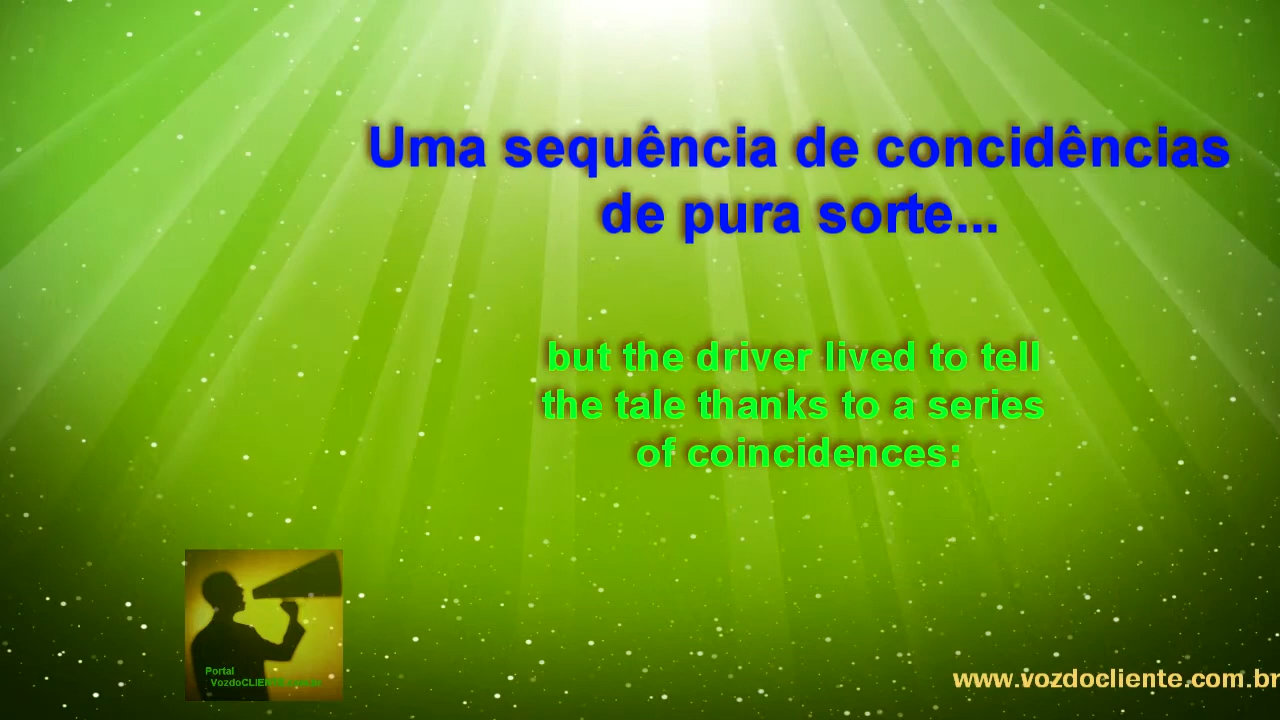 Uma sequência de concidências
de pura sorte...
but the driver lived to tell
the tale thanks to a series
of coincidences:
Portal
VozdoCLIENTE
www.vozdocliente.com.br